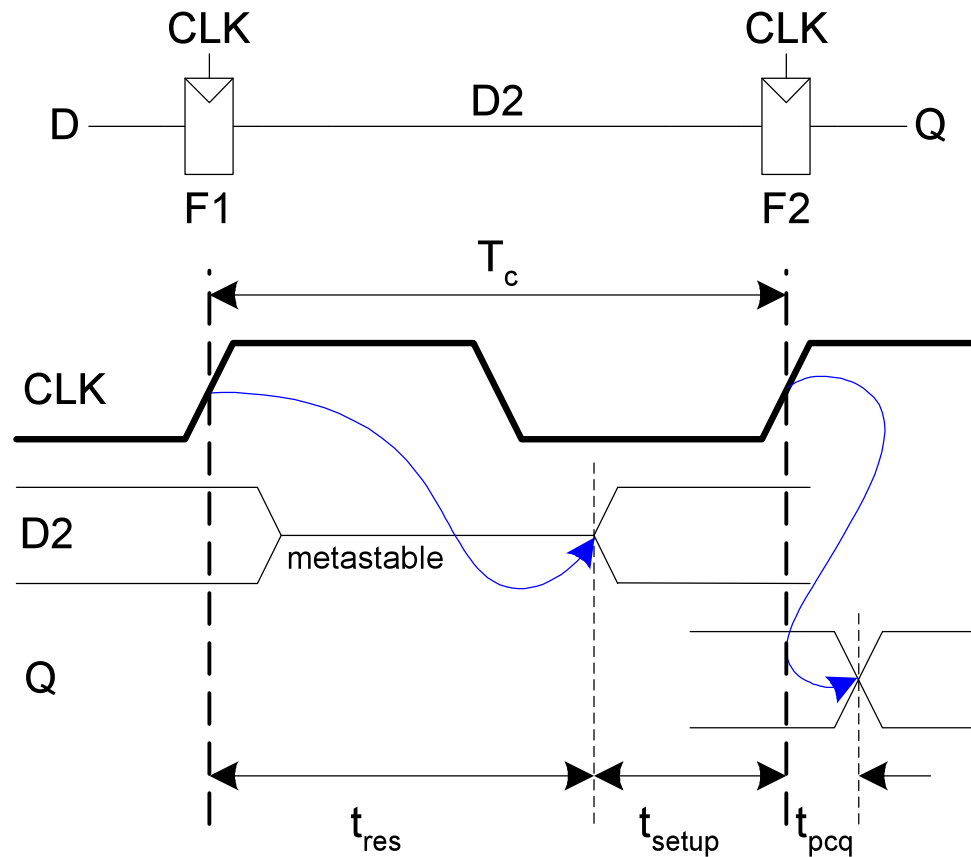 CLK CLK
D D2 Q
F1 F2
Tc
CLK
D2
metastable
Q
tres tsetup tpcq